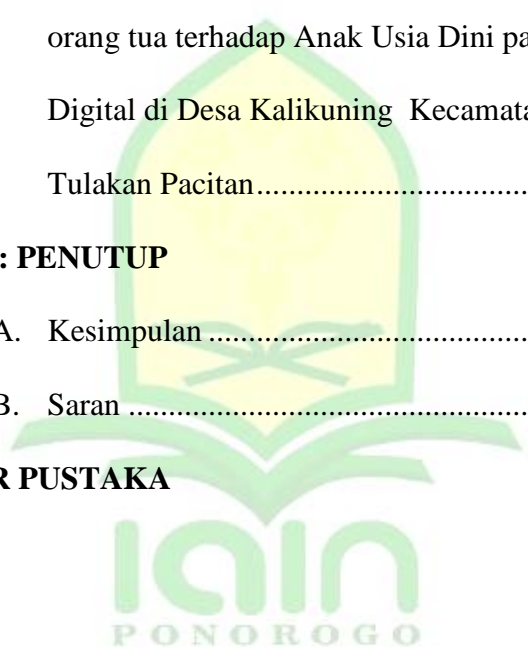 orang tua terhadap Anak Usia Dini pa
Digital di Desa Kalikuning Kecamata
Tulakan Pacitan.................................
: PENUTUP
A. Kesimpulan .......................................
B. Saran .................................................
R PUSTAKA
iain
PONOROGO